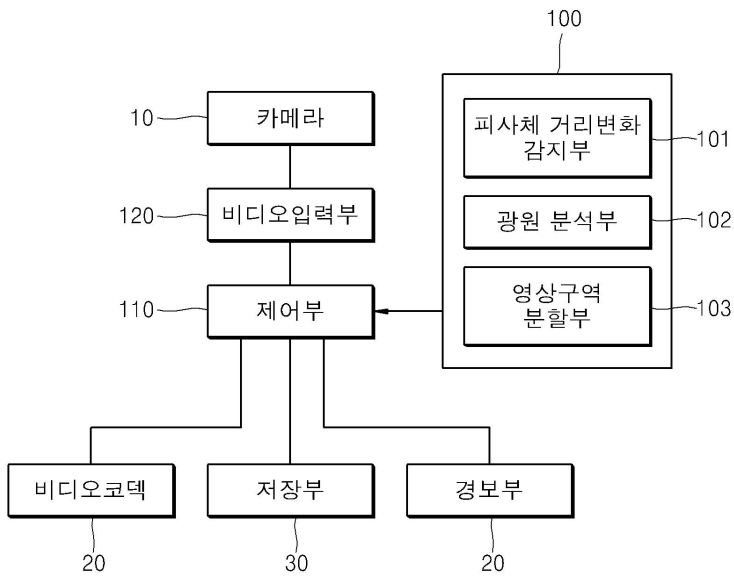 100
10
카메라
피사체 거리변화
감지부
101
120
비디오입력부
광원 분석부
102
110
제어부
영상구역
분할부
103
비디오코덱
저장부
경보부
20
30
20